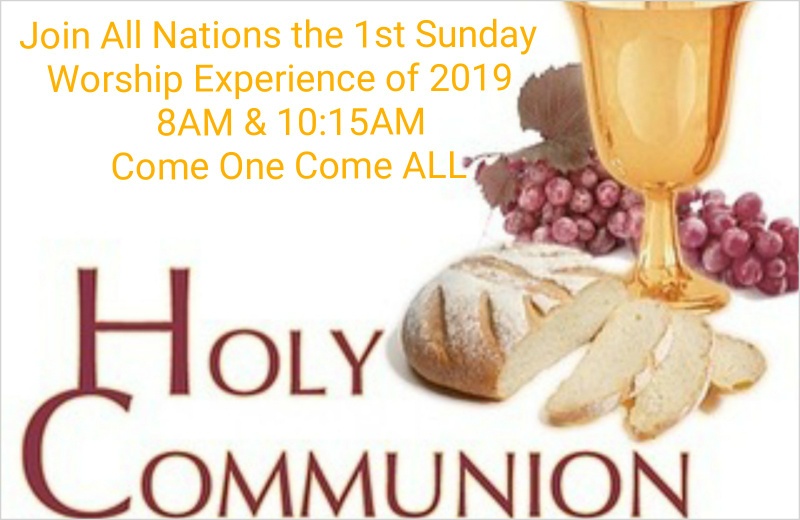 Join All Nations the 1st Sunday
Worship Experience of 2019
8AM & 10:15AM
Come One Come ALL
HOLY
COMMUNION